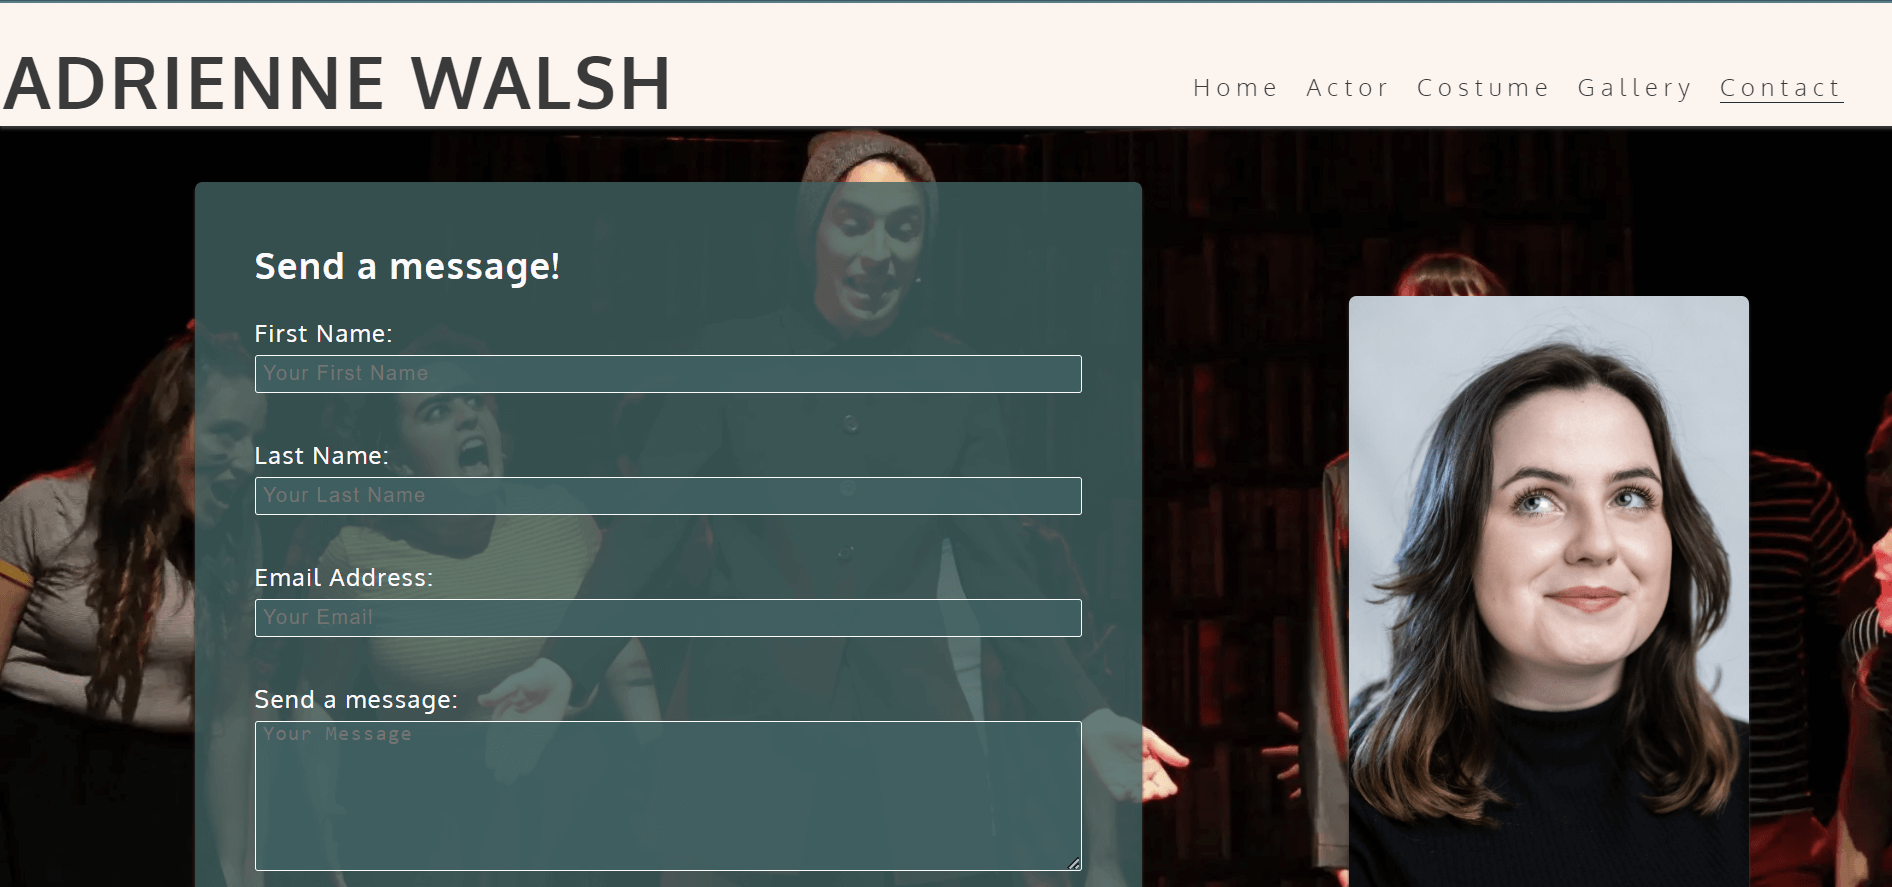 ADRIENNE WALSH
Home Actor Costume Gallery Contact
Send a message!
First Name:
Your First Name
Last Name:
Your Last Name
Email Address:
Your Email
Send a message:
Your Message